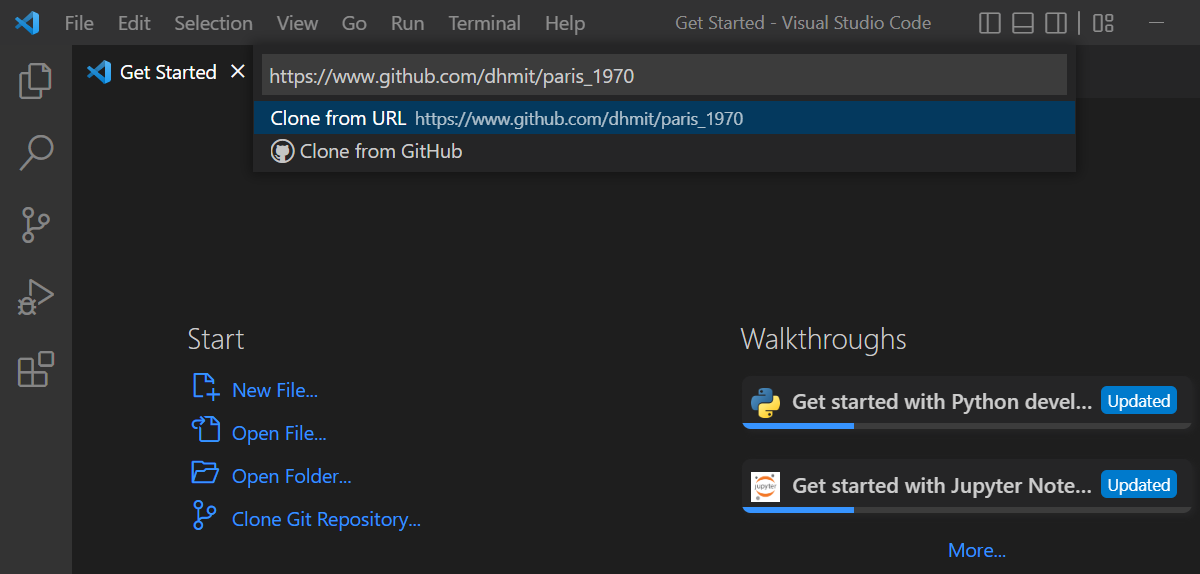 File Edit Selection View Go Run Terminal Help Get Started - Visual Studio Code
Get Started
https://www.github.com/dhmit/paris_1970
Clone from URL https://www.github.com/dhmit/paris_1970
Clone from GitHub
Start
New File...
Open File...
Open Folder...
Clone Git Repository...
Walkthroughs
Get started with Python devel... Updated
jupyter
Get started with Jupyter Note... Updated
More...